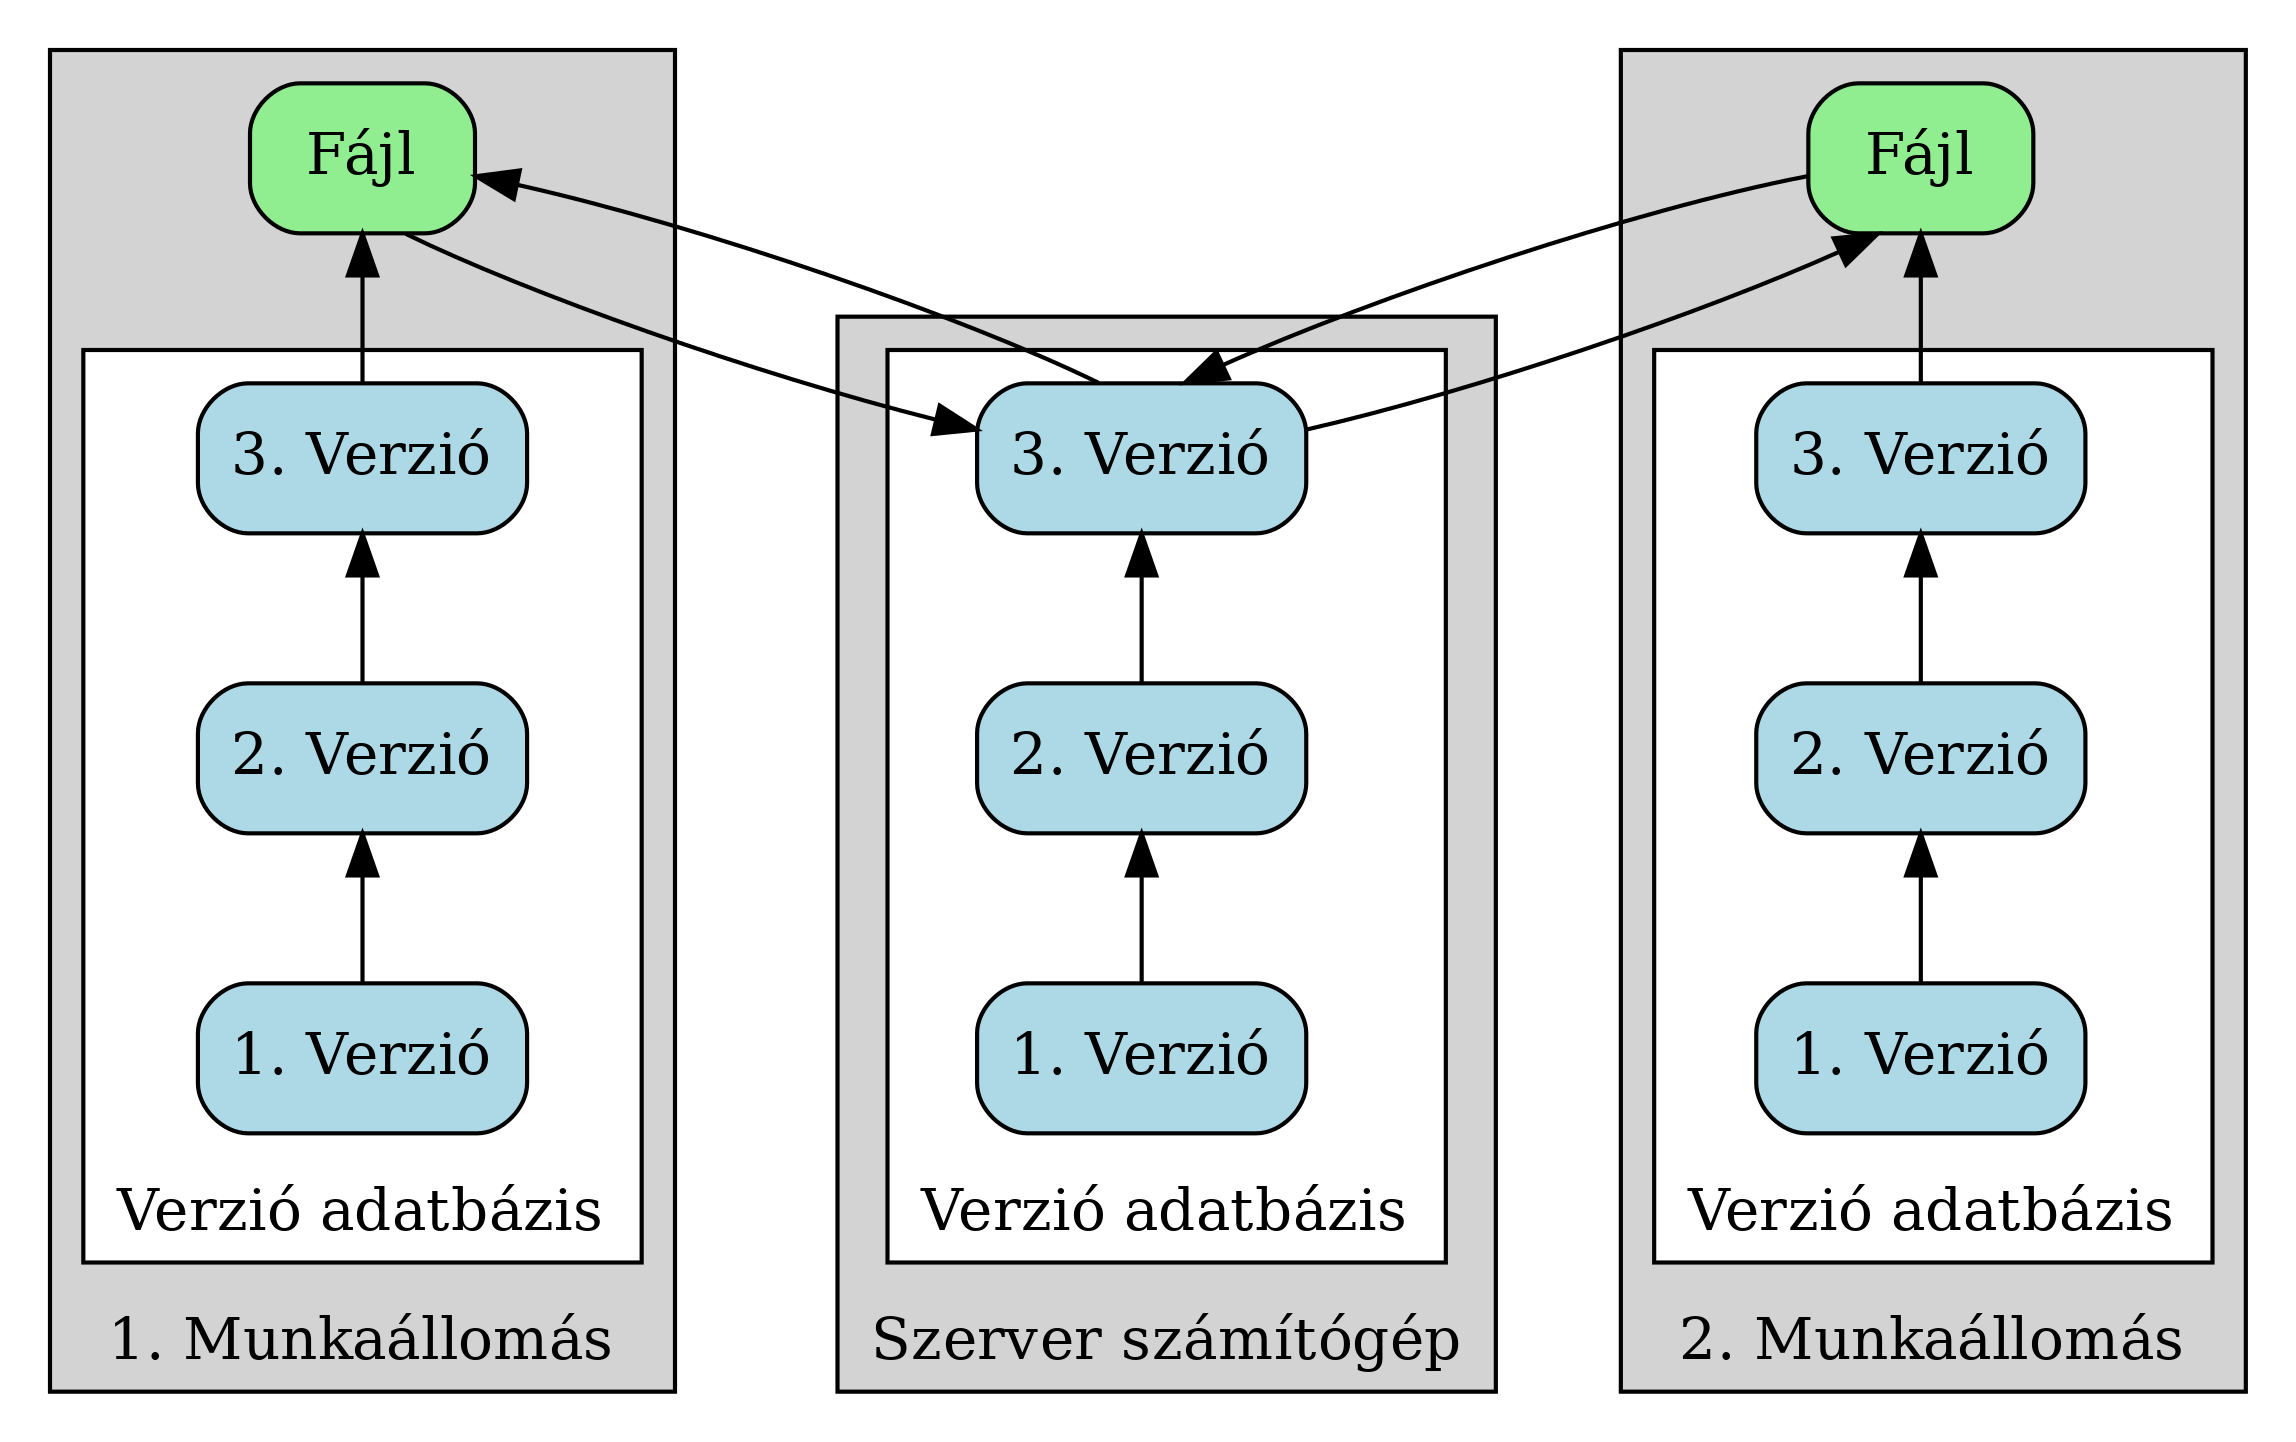 Fájl
3. Verzió
2. Verzió
1. Verzió
Verzió adatbázis
1. Munkaállomás
3. Verzió
2. Verzió
1. Verzió
Verzió adatbázis
Szerver számítógép
Fájl
3. Verzió
2. Verzió
1. Verzió
Verzió adatbázis
2. Munkaállomás